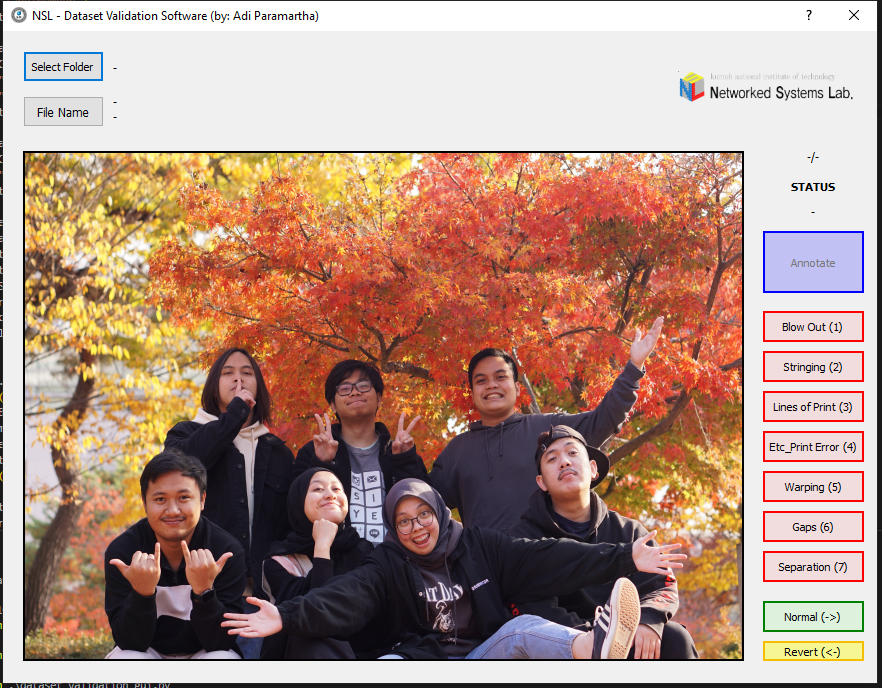 NSL - Dataset Validation Software (by: Adi Paramartha)
?
Select Folder
-
File Name
-
-
kumoh national institute of technology
Networked Systems Lab.
-/-
STATUS
-
Annotate
Blow Out (1)
Stringing (2)
Lines of Print (3)
Etc_Print Error (4)
Warping (5)
Gaps (6)
Separation (7)
Normal (->)
Revert (<-)
S
S I
Y E